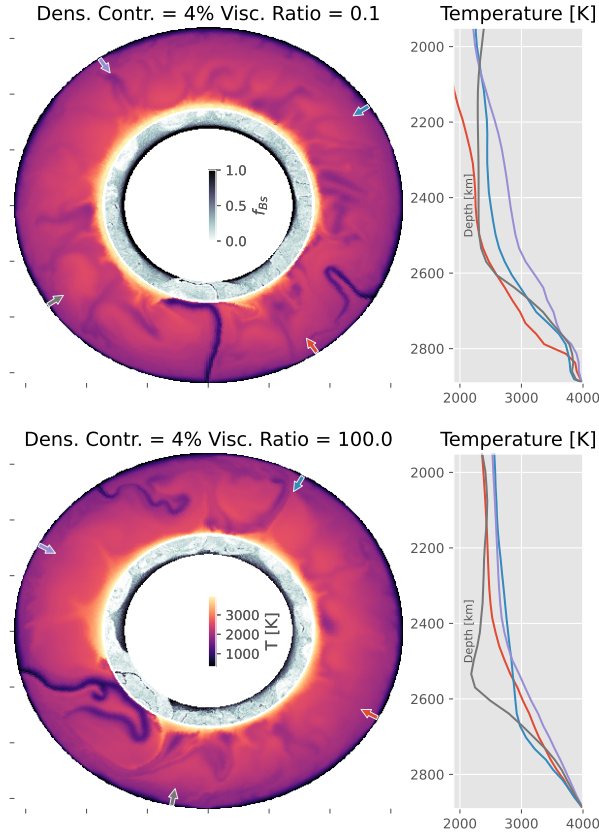 Dens. Contr. = 4% Visc. Ratio = 0.1
Temperature [K]
2000
2200
2400
2600
2800
Depth [km]
2000 3000 4000
1.0
0.5
0.0
f_Bs
Dens. Contr. = 4% Visc. Ratio = 100.0
Temperature [K]
2000
2200
2400
2600
2800
Depth [km]
2000 3000 4000
3000
2000
1000
T [K]